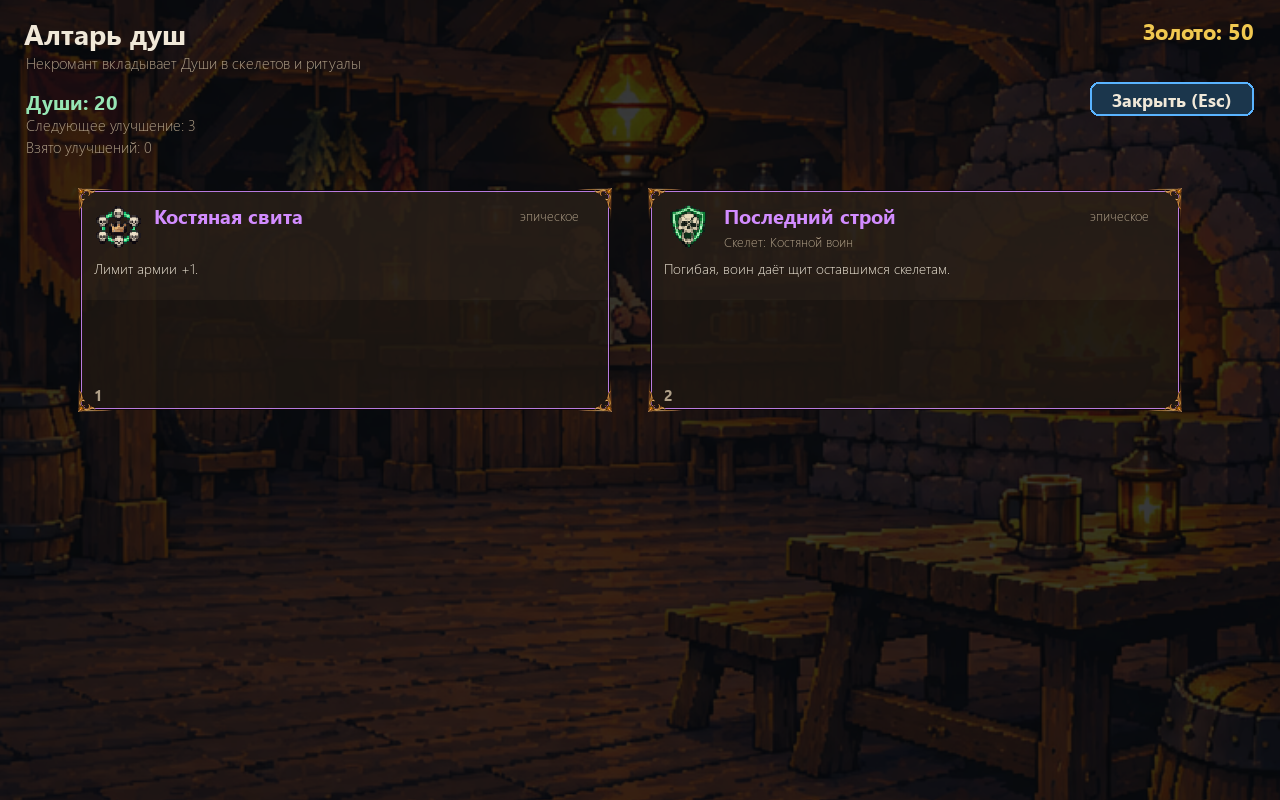 Алтарь душ
Золото: 50
Некромант вкладывает Души в скелетов и ритуалы
Души: 20
Закрыть (Esc)
Следующее улучшение: 3
Взято улучшений: 0
Костяная свита
эпическое
Лимит армии +1.
1
Последний строй
эпическое
Скелет: Костяной воин
Погибая, воин даёт щит оставшимся скелетам.
2